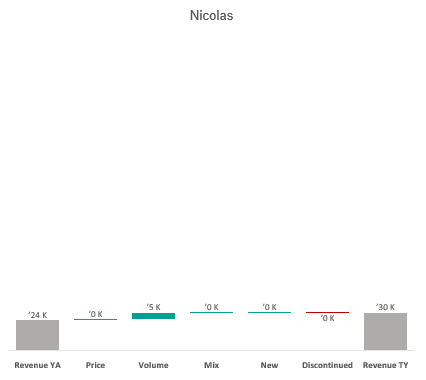 Nicolas
‘24 K
‘0 K
‘5 K
‘0 K
‘0 K
‘0 K
‘30 K
Revenue YA Price Volume Mix New Discontinued Revenue TY